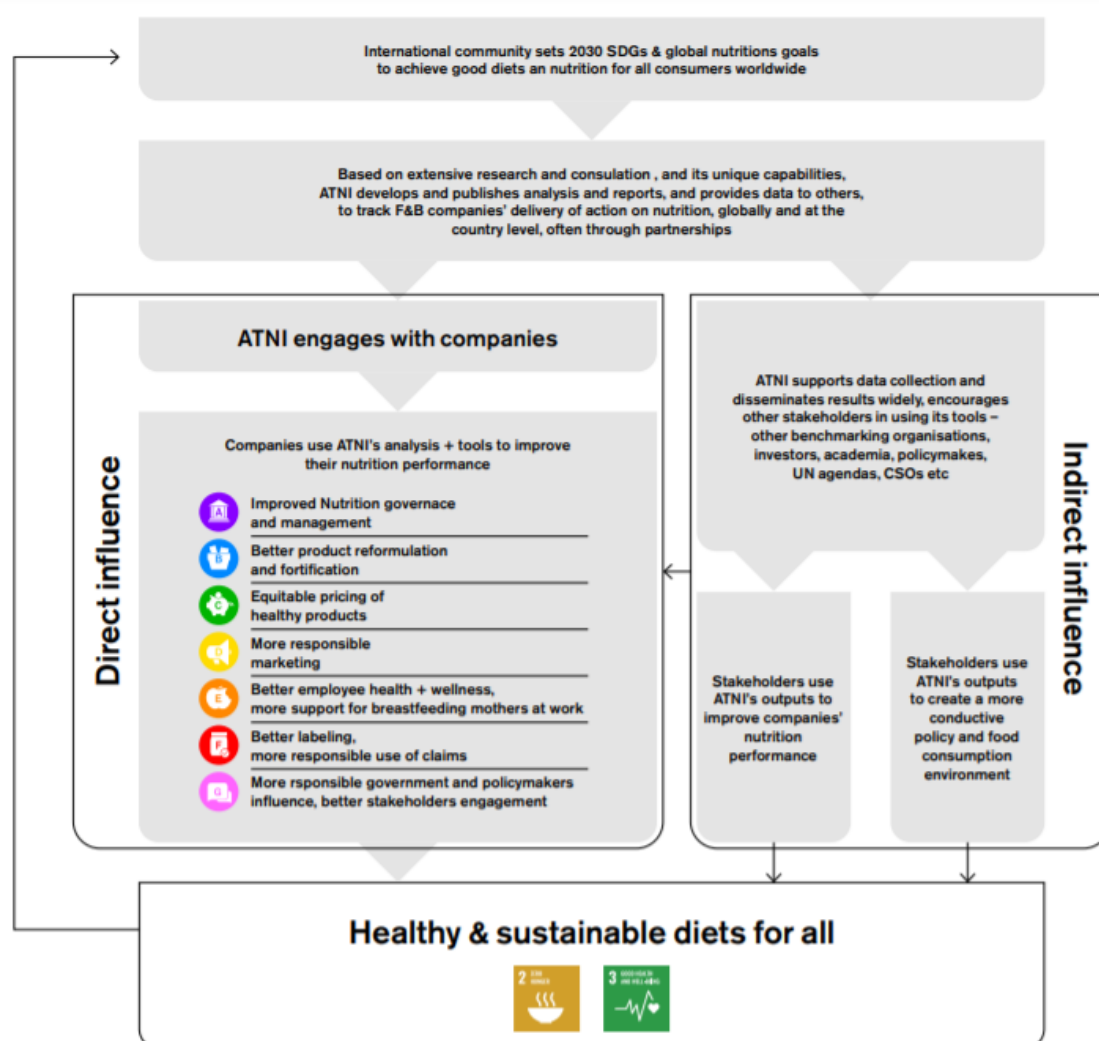 International community sets 2030 SDGs & global nutritions goals
to achieve good diets an nutrition for all consumers worldwide
Based on extensive research and consulation , and its unique capabilities,
ATNI develops and publishes analysis and reports, and provides data to others,
to track F&B companies' delivery of action on nutrition, globally and at the
country level, often through partnerships
Direct influence
ATNI engages with companies
Companies use ATNI's analysis + tools to improve
their nutrition performance
A
Improved Nutrition governace
and management
B
Better product reformulation
and fortification
C
Equitable pricing of
healthy products
D
More responsible
marketing
E
Better employee health + wellness,
more support for breastfeeding mothers at work
F
Better labeling,
more responsible use of claims
G
More rsponsible government and policymakers
influence, better stakeholders engagement
Indirect influence
ATNI supports data collection and
disseminates results widely, encourages
other stakeholders in using its tools –
other benchmarking organisations,
investors, academia, policymakes,
UN agendas, CSOs etc
Stakeholders use
ATNI's outputs to
improve companies'
nutrition
performance
Stakeholders use
ATNI's outputs
to create a more
conductive
policy and food
consumption
environment
Healthy & sustainable diets for all
2 ZERO
HUNGER
3 GOOD HEALTH
AND WELL-BEING